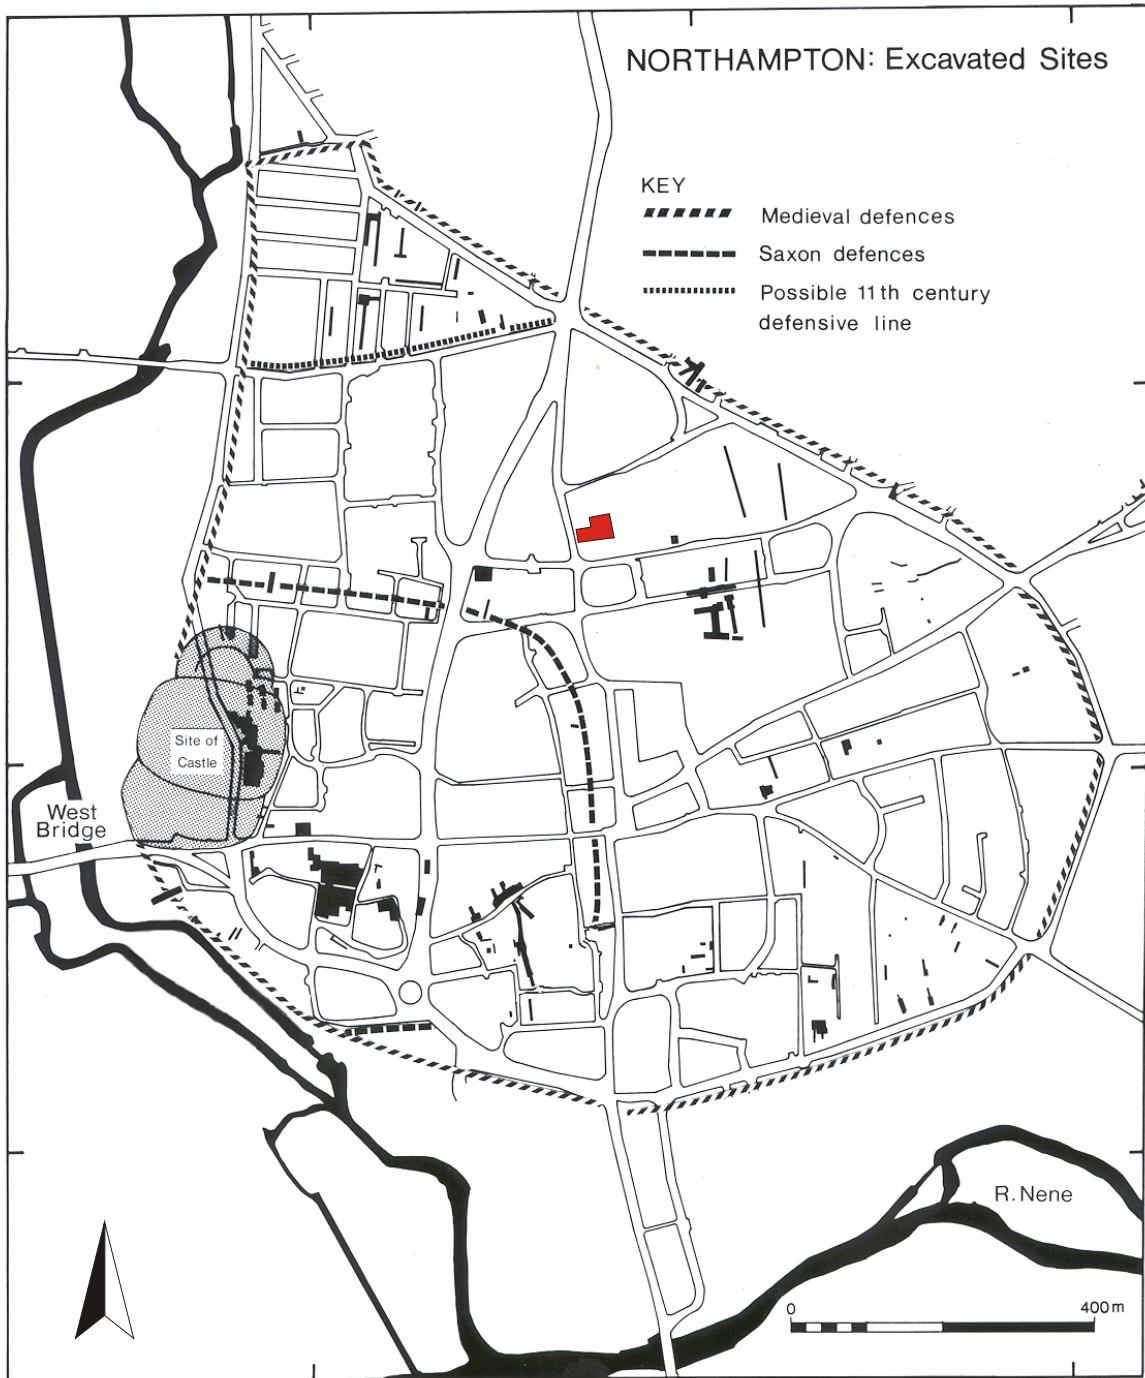 NORTHAMPTON: Excavated Sites
KEY
Medieval defences
Saxon defences
Possible 11th century
defensive line
Site of
Castle
West
Bridge
R. Nene
0 400m